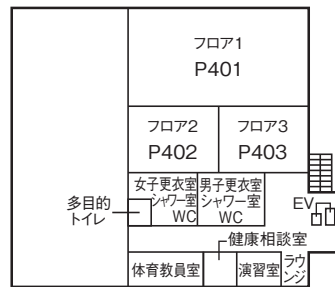 フロア1
P401
フロア2
P402
フロア3
P403
女子更衣室
シャワー室
WC
男子更衣室
シャワー室
WC
多目的
トイレ
EV
健康相談室
体育教員室
演習室
ラウ
ンジ